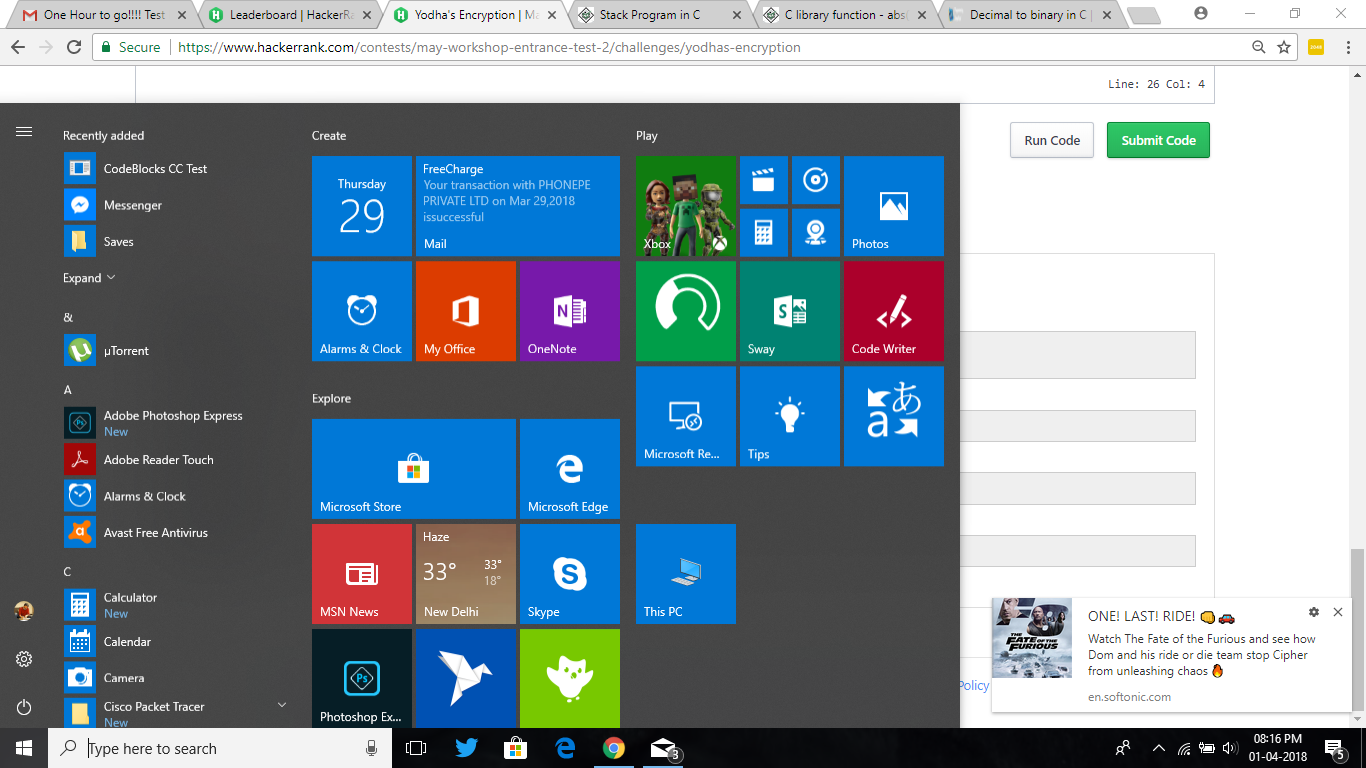 One Hour to go!!!! Test
Leaderboard | HackerRa
Yodha's Encryption | Ma
Stack Program in C
C library function - abs(
Decimal to binary in C |
Secure
https://www.hackerrank.com/contests/may-workshop-entrance-test-2/challenges/yodhas-encryption
Line: 26 Col: 4
Run Code
Submit Code
Recently added
CodeBlocks CC Test
Messenger
Saves
Expand
&
µTorrent
A
Adobe Photoshop Express
New
Adobe Reader Touch
Alarms & Clock
Avast Free Antivirus
C
Calculator
New
Calendar
Camera
Cisco Packet Tracer
New
Create
Thursday
29
FreeCharge
Your transaction with PHONEPE
PRIVATE LTD on Mar 29,2018
issuccessful
Mail
Alarms & Clock
My Office
OneNote
Explore
Microsoft Store
Microsoft Edge
MSN News
Haze
33°
33°
18°
New Delhi
Skype
Photoshop Ex...
Play
Xbox
Photos
Sway
Code Writer
Microsoft Re...
Tips
a あ
This PC
THE FATE OF THE FURIOUS
ONE! LAST! RIDE! 👊 🚗
Watch The Fate of the Furious and see how
Dom and his ride or die team stop Cipher
from unleashing chaos 🔥
en.softonic.com
Policy
Type here to search
3
08:16 PM
01-04-2018
5